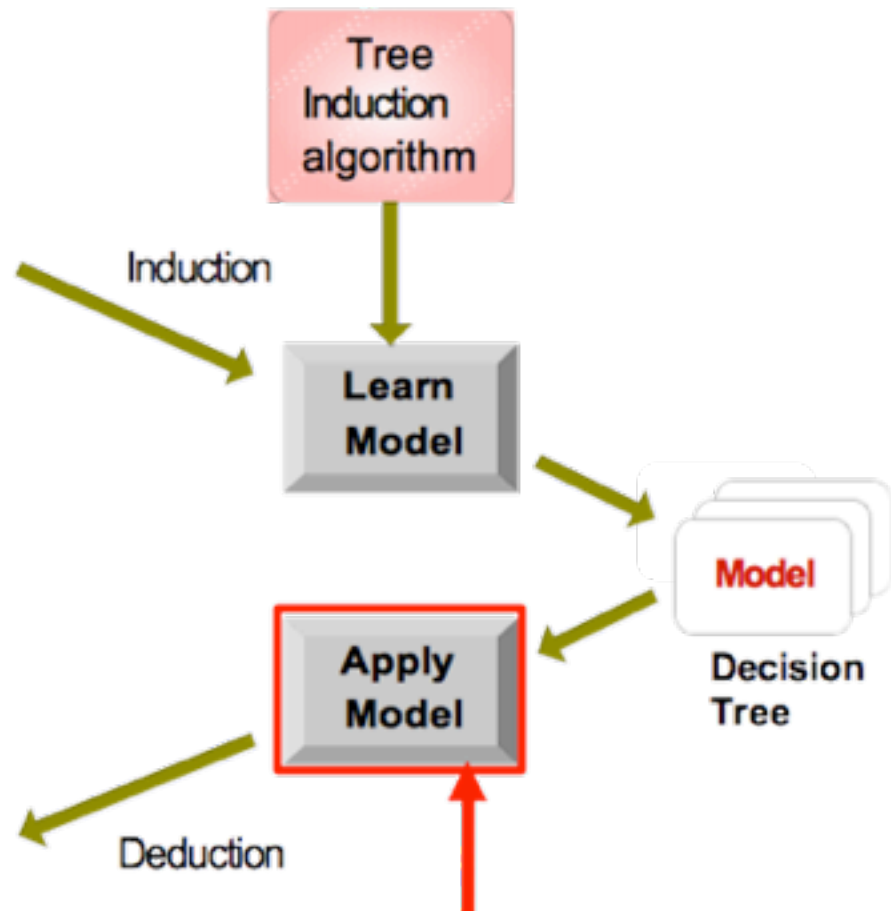 Tree
Induction
algorithm
Induction
Learn
Model
Model
Decision
Tree
Apply
Model
Deduction